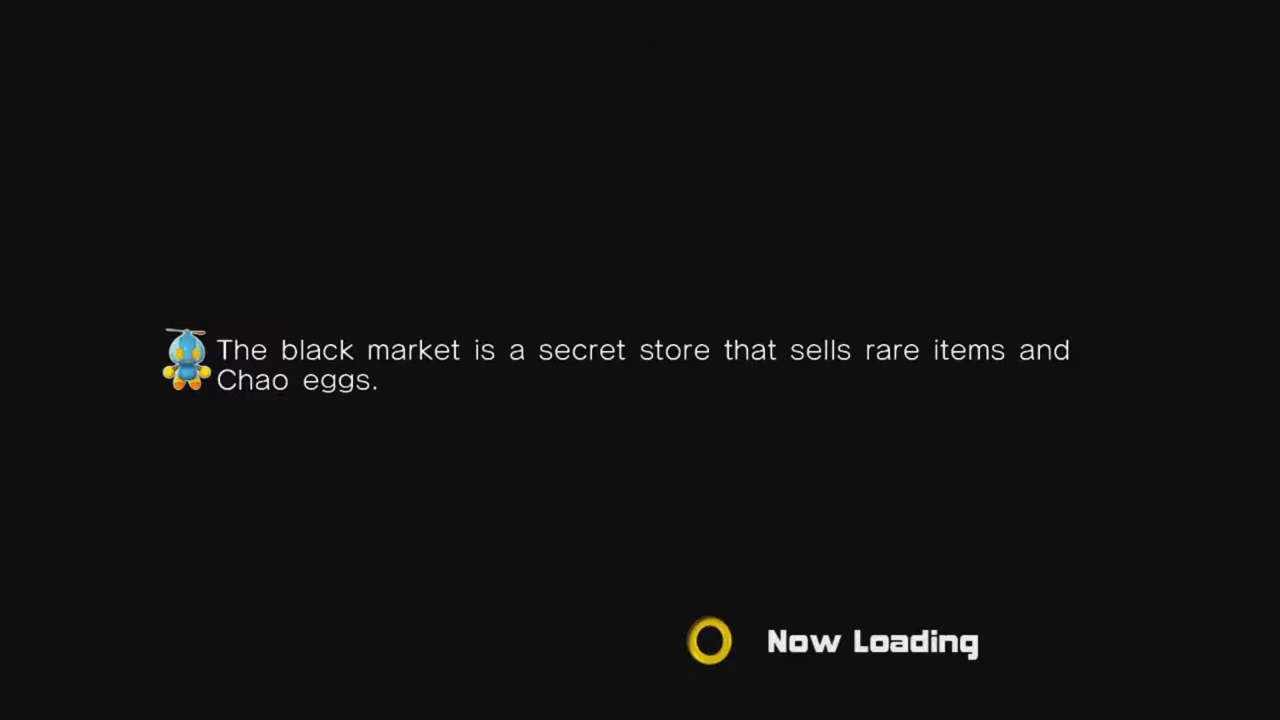 The black market is a secret store that sells rare items and
Chao eggs.
Now Loading